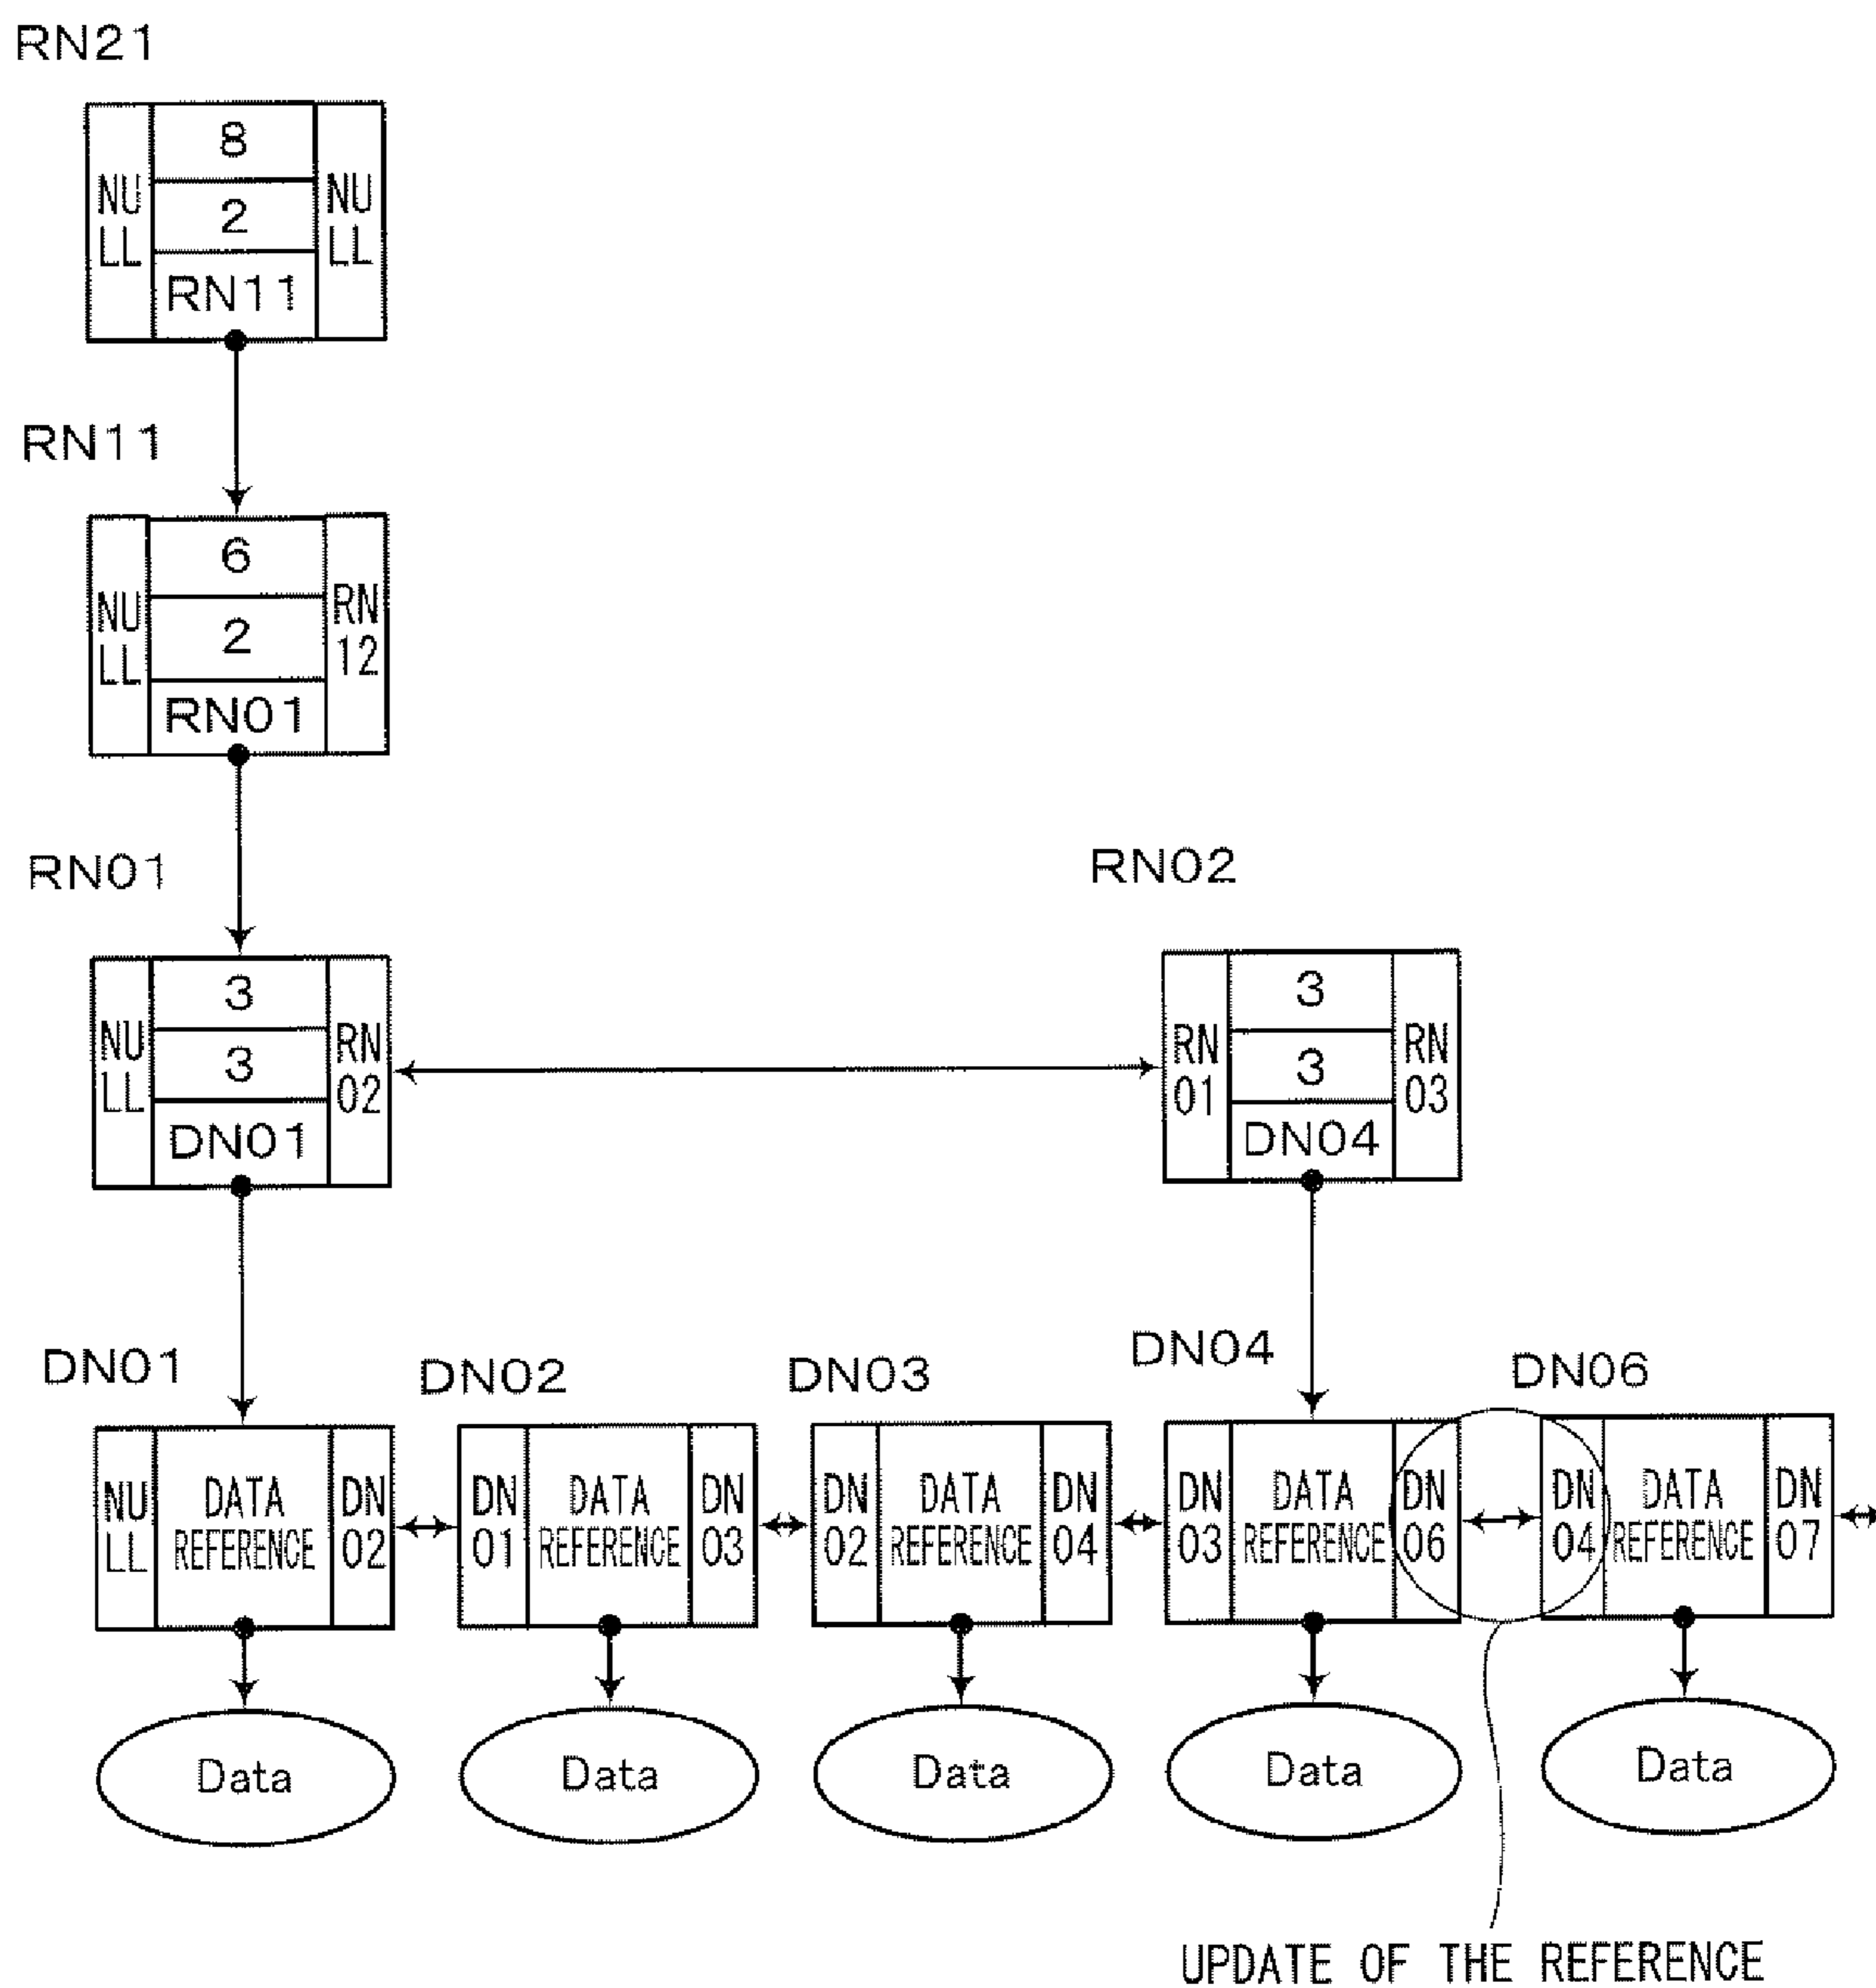 RN21
NU
LL
8
2
RN11
NU
LL
RN11
NU
LL
6
2
RN01
RN
12
RN01
NU
LL
3
3
DN01
RN
02
RN02
RN
01
3
3
DN04
RN
03
DN01
NU
LL
DATA
REFERENCE
DN
02
DN02
DN
01
DATA
REFERENCE
DN
03
DN03
DN
02
DATA
REFERENCE
DN
04
DN04
DN
03
DATA
REFERENCE
DN
06
DN06
DN
04
DATA
REFERENCE
DN
07
Data
Data
Data
Data
Data
UPDATE OF THE REFERENCE